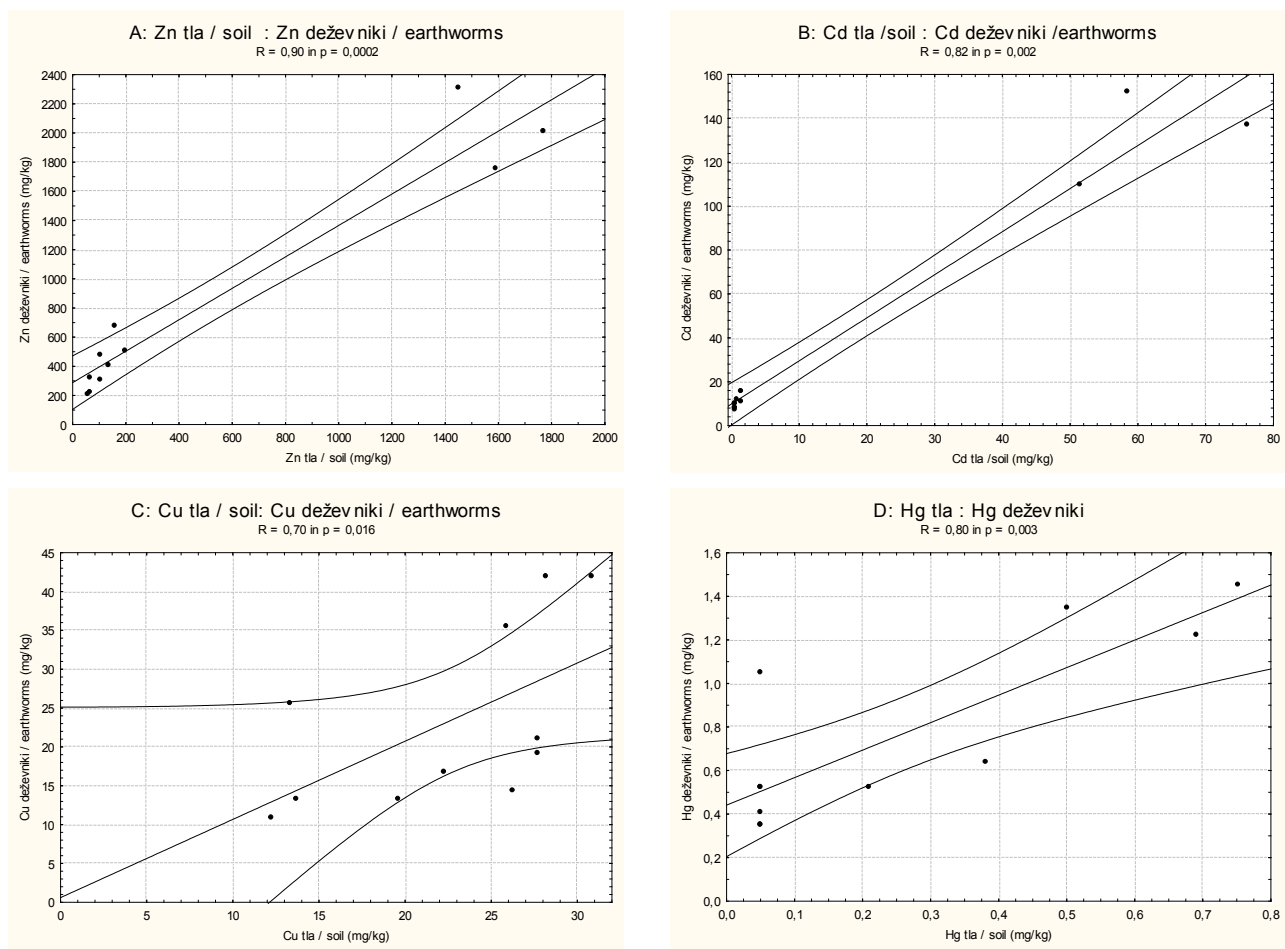 A: Zn tla / soil : Zn deževniki / earthworms
R = 0,90 in p = 0,0002
2400
2200
2000
1800
1600
1400
1200
1000
800
600
400
200
0
Zn deževniki / earthworms (mg/kg)
0 200 400 600 800 1000 1200 1400 1600 1800 2000
Zn tla / soil (mg/kg)
B: Cd tla /soil : Cd deževniki /earthworms
R = 0,82 in p = 0,002
160
140
120
100
80
60
40
20
0
Cd deževniki / earthworms (mg/kg)
0 10 20 30 40 50 60 70 80
Cd tla /soil (mg/kg)
C: Cu tla / soil: Cu deževniki / earthworms
R = 0,70 in p = 0,016
45
40
35
30
25
20
15
10
5
0
Cu deževniki / earthworms (mg/kg)
0 5 10 15 20 25 30
Cu tla / soil (mg/kg)
D: Hg tla : Hg deževniki
R = 0,80 in p = 0,003
1,6
1,4
1,2
1,0
0,8
0,6
0,4
0,2
0,0
Hg deževniki / earthworms (mg/kg)
0,0 0,1 0,2 0,3 0,4 0,5 0,6 0,7 0,8
Hg tla / soil (mg/kg)